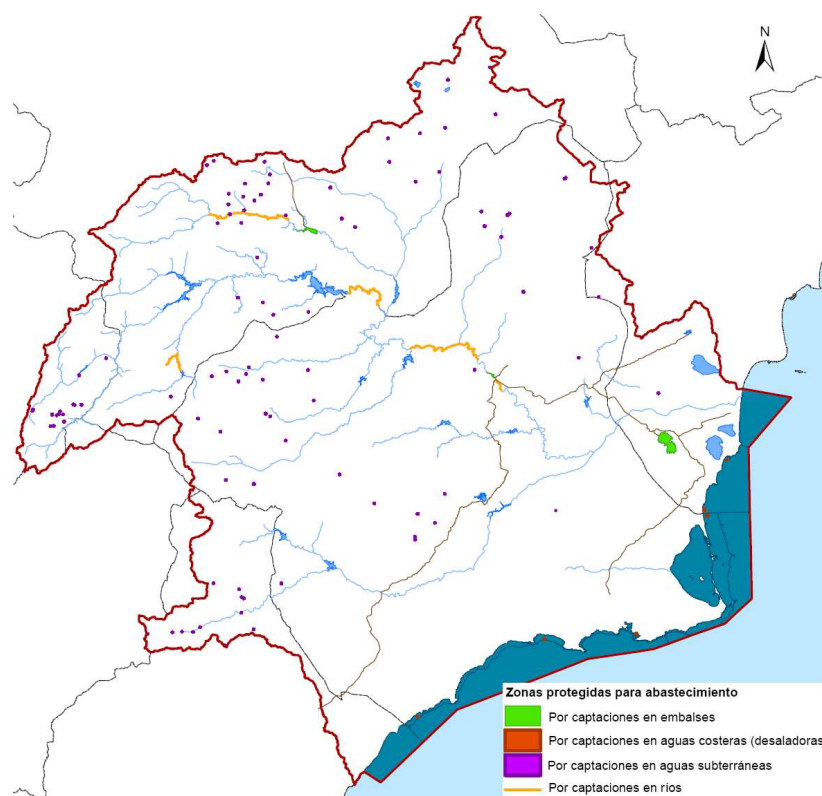 N
Zonas protegidas para abastecimiento
Por captaciones en embalses
Por captaciones en aguas costeras (desaladoras
Por captaciones en aguas subterráneas
Por captaciones en ríos